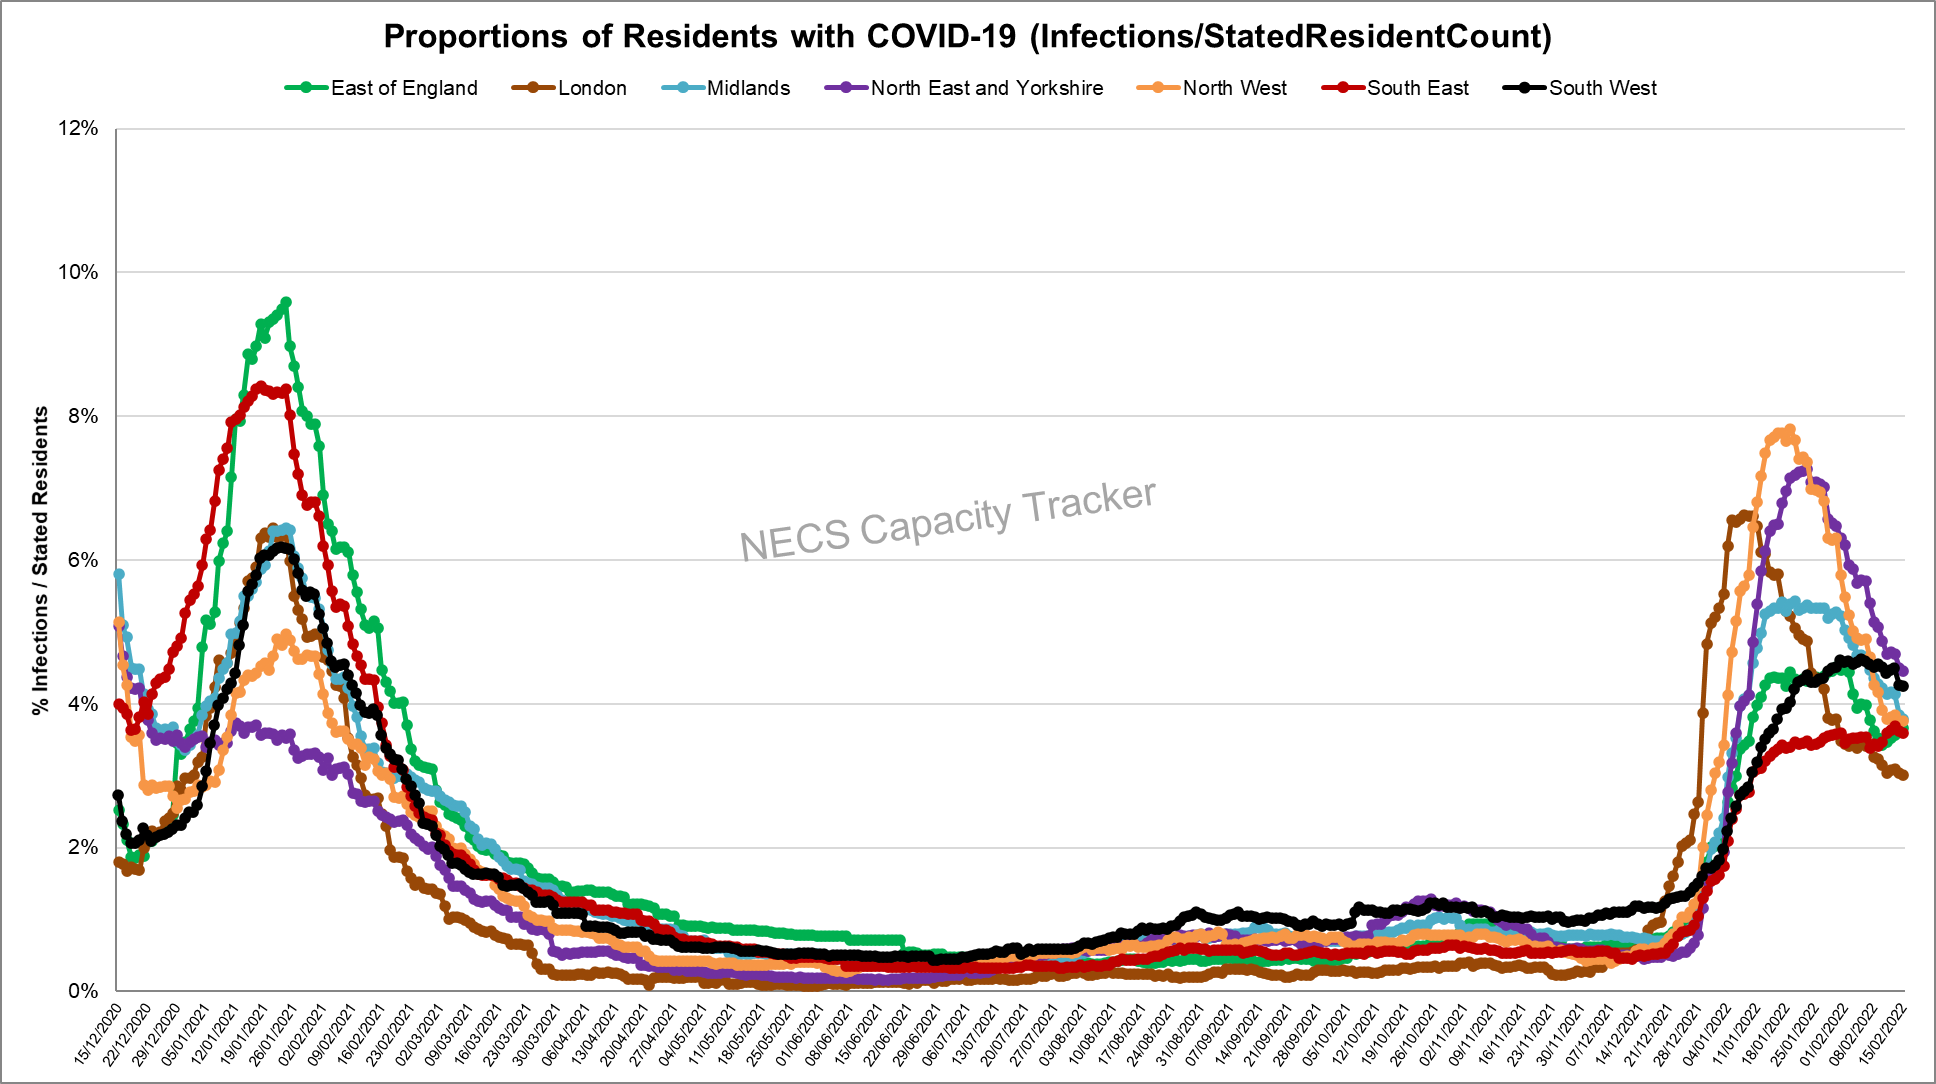 Proportions of Residents with COVID-19 (Infections/StatedResidentCount)
East of England London Midlands North East and Yorkshire North West South East South West
12%
10%
8%
6%
4%
2%
0%
% Infections / Stated Residents
NECS Capacity Tracker
15/12/2020 22/12/2020 29/12/2020 05/01/2021 12/01/2021 19/01/2021 26/01/2021 02/02/2021 09/02/2021 16/02/2021 23/02/2021 02/03/2021 09/03/2021 16/03/2021 23/03/2021 30/03/2021 06/04/2021 13/04/2021 20/04/2021 27/04/2021 04/05/2021 11/05/2021 18/05/2021 25/05/2021 01/06/2021 08/06/2021 15/06/2021 22/06/2021 29/06/2021 06/07/2021 13/07/2021 20/07/2021 27/07/2021 03/08/2021 10/08/2021 17/08/2021 24/08/2021 31/08/2021 07/09/2021 14/09/2021 21/09/2021 28/09/2021 05/10/2021 12/10/2021 19/10/2021 26/10/2021 02/11/2021 09/11/2021 16/11/2021 23/11/2021 30/11/2021 07/12/2021 14/12/2021 21/12/2021 28/12/2021 04/01/2022 11/01/2022 18/01/2022 25/01/2022 01/02/2022 08/02/2022 15/02/2022